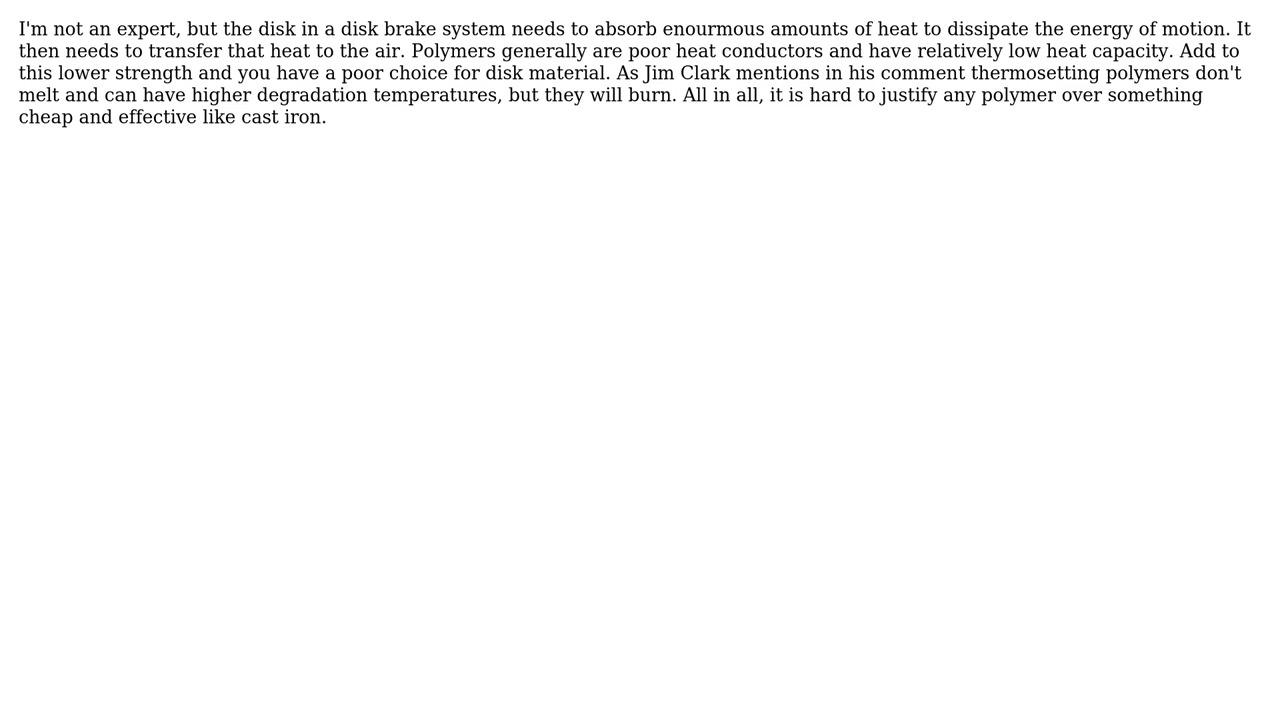 I'm not an expert, but the disk in a disk brake system needs to absorb enourmous amounts of heat to dissipate the energy of motion. It
then needs to transfer that heat to the air. Polymers generally are poor heat conductors and have relatively low heat capacity. Add to
this lower strength and you have a poor choice for disk material. As Jim Clark mentions in his comment thermosetting polymers don't
melt and can have higher degradation temperatures, but they will burn. All in all, it is hard to justify any polymer over something
cheap and effective like cast iron.